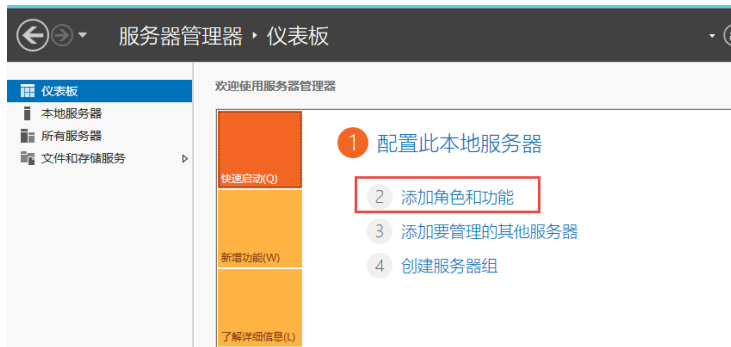 服务器管理器 · 仪表板
仪表板
本地服务器
所有服务器
文件和存储服务
欢迎使用服务器管理器
快速启动(Q)
新增功能(W)
了解详细信息(L)
1 配置此本地服务器
2 添加角色和功能
3 添加要管理的其他服务器
4 创建服务器组